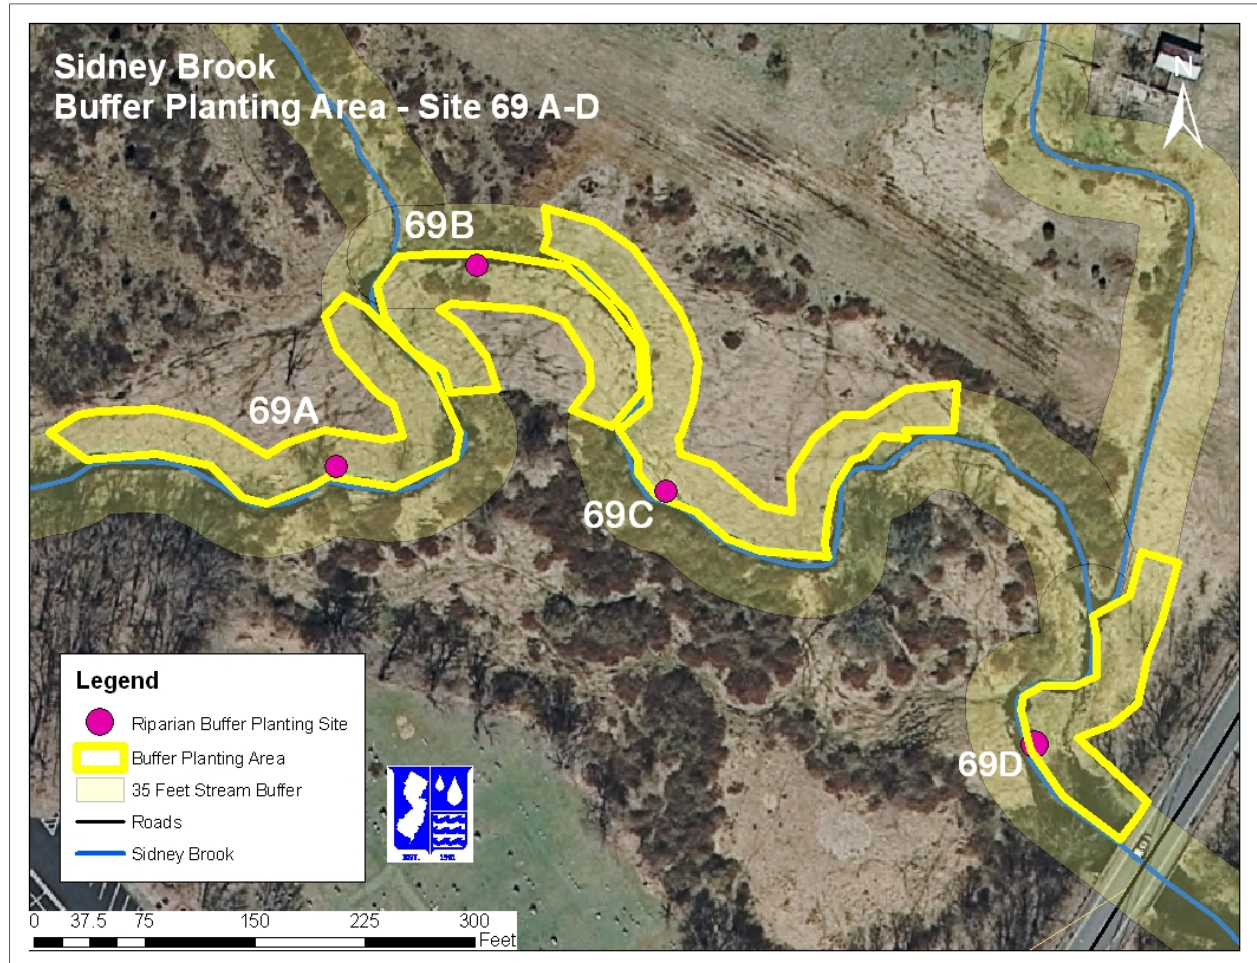 Sidney Brook
Buffer Planting Area - Site 69 A-D
N
69B
69A
69C
69D
Legend
Riparian Buffer Planting Site
Buffer Planting Area
35 Feet Stream Buffer
Roads
Sidney Brook
EST.
0 37.5 75 150 225 300
Feet